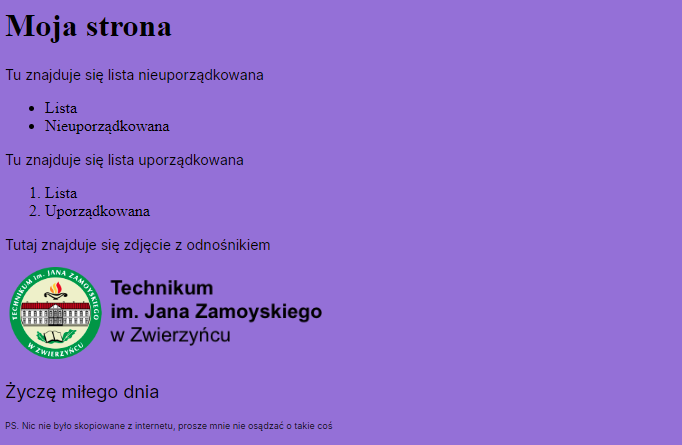 Moja strona
Tu znajduje się lista nieuporządkowana
• Lista
• Nieuporządkowana
Tu znajduje się lista uporządkowana
1. Lista
2. Uporządkowana
Tutaj znajduje się zdjęcie z odnośnikiem
TECHNIKUM im. JANA ZAMOYSKIEGO
W ZWIERZYŃCU
Technikum
im. Jana Zamoyskiego
w Zwierzyńcu
Życzę miłego dnia
PS. Nic nie było skopiowane z internetu, prosze mnie nie osądzać o takie coś